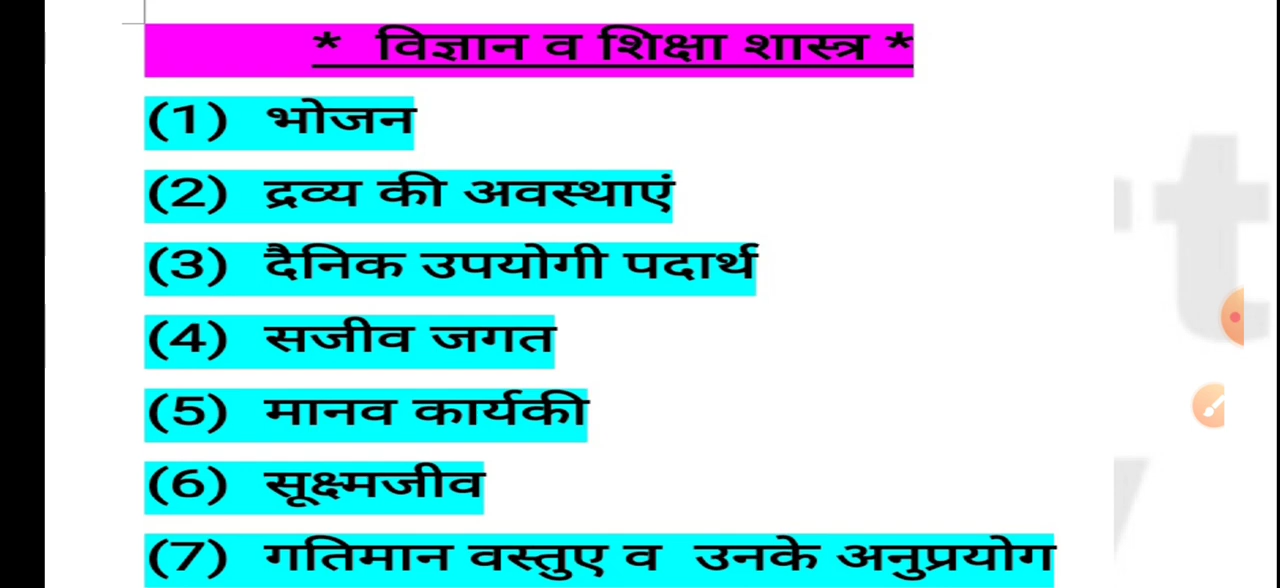 * विज्ञान व शिक्षा शास्त्र *
(1) भोजन
(2) द्रव्य की अवस्थाएं
(3) दैनिक उपयोगी पदार्थ
(4) सजीव जगत
(5) मानव कार्यकी
(6) सूक्ष्मजीव
(7) गतिमान वस्तुए व उनके अनुप्रयोग